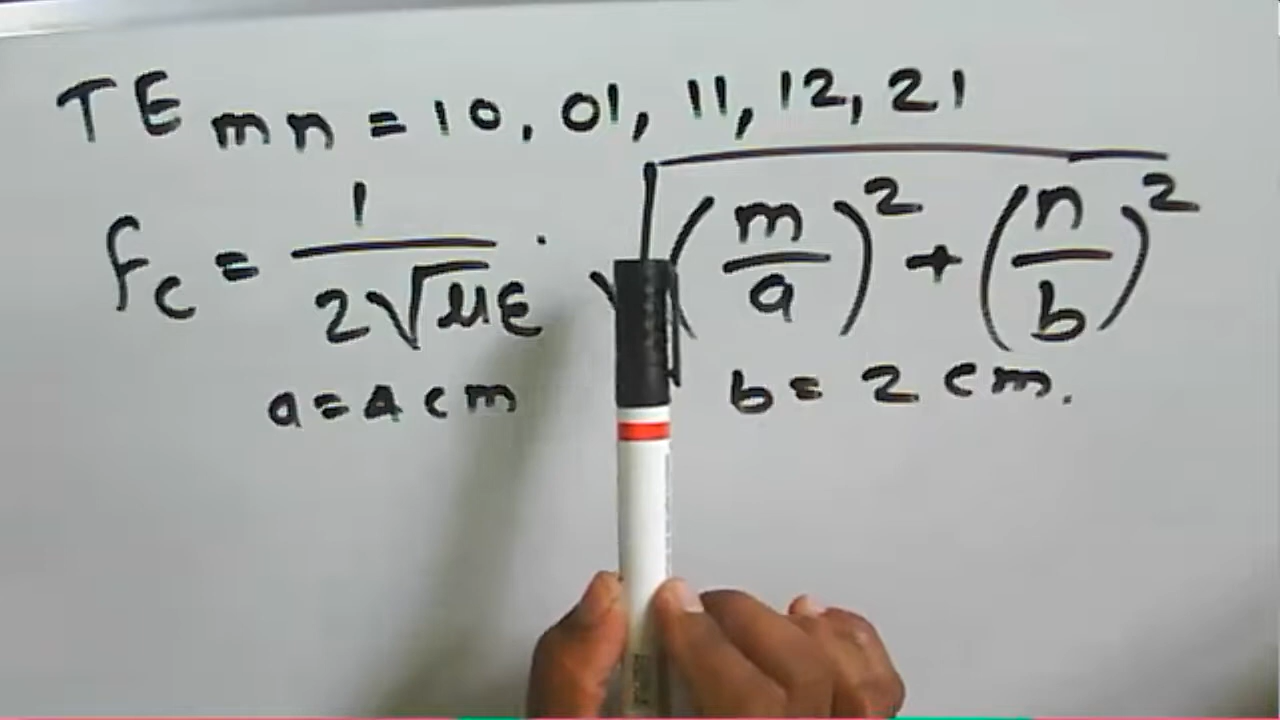 TE mn = 10, 01, 11, 12, 21
fc = 1/(2√με) · √((m/a)² + (n/b)²)
a = 4 cm b = 2 cm.